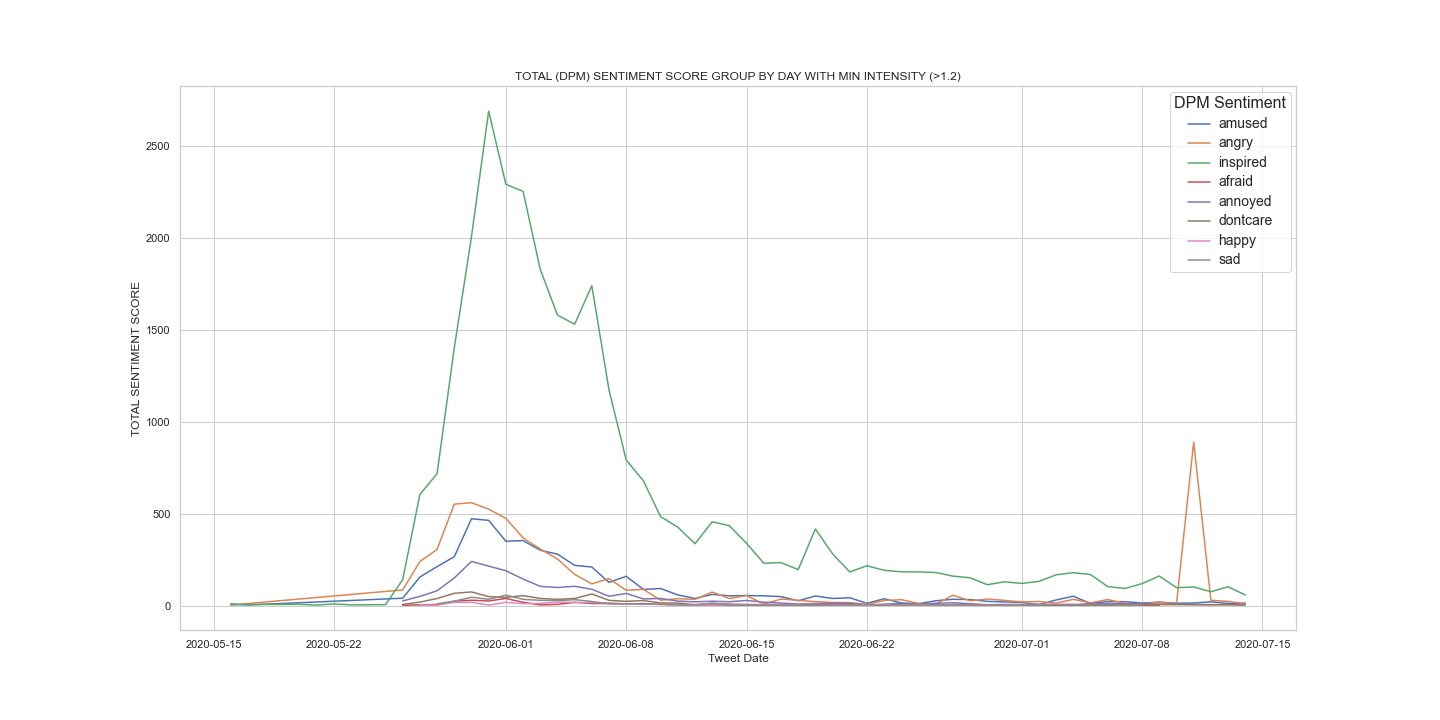 TOTAL (DPM) SENTIMENT SCORE GROUP BY DAY WITH MIN INTENSITY (>1.2)
DPM Sentiment
amused
angry
inspired
afraid
annoyed
dontcare
happy
sad
TOTAL SENTIMENT SCORE
2500
2000
1500
1000
500
0
2020-05-15 2020-05-22 2020-06-01 2020-06-08 2020-06-15 2020-06-22 2020-07-01 2020-07-08 2020-07-15
Tweet Date